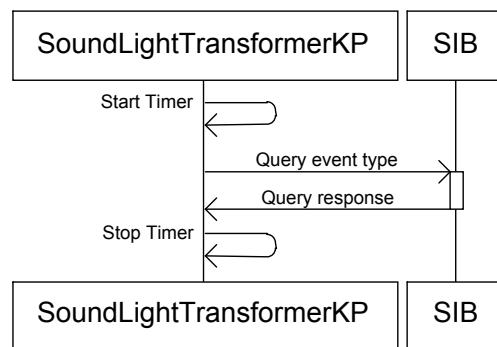 SoundLightTransformerKP
SIB
Start Timer
Query event type
Query response
Stop Timer
SoundLightTransformerKP
SIB